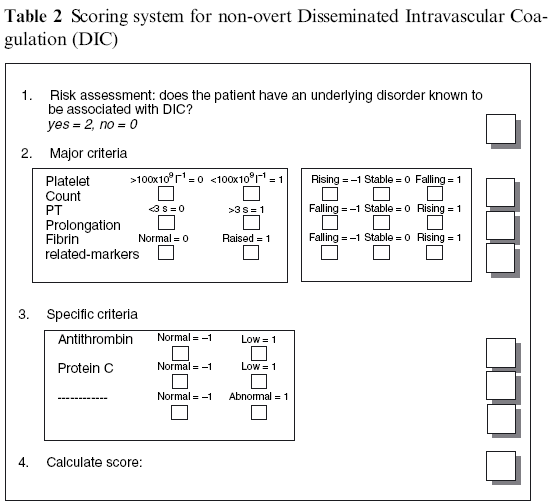 Table 2 Scoring system for non-overt Disseminated Intravascular Coa-
gulation (DIC)
1. Risk assessment: does the patient have an underlying disorder known to
be associated with DIC?
yes = 2, no = 0
2. Major criteria
Platelet >100x10⁹ l⁻¹ = 0 <100x10⁹ l⁻¹ = 1 Rising = –1 Stable = 0 Falling = 1
Count
PT <3 s = 0 >3 s = 1 Falling = –1 Stable = 0 Rising = 1
Prolongation
Fibrin Normal = 0 Raised = 1 Falling = –1 Stable = 0 Rising = 1
related-markers
3. Specific criteria
Antithrombin Normal = –1 Low = 1
Protein C Normal = –1 Low = 1
------------ Normal = –1 Abnormal = 1
4. Calculate score: